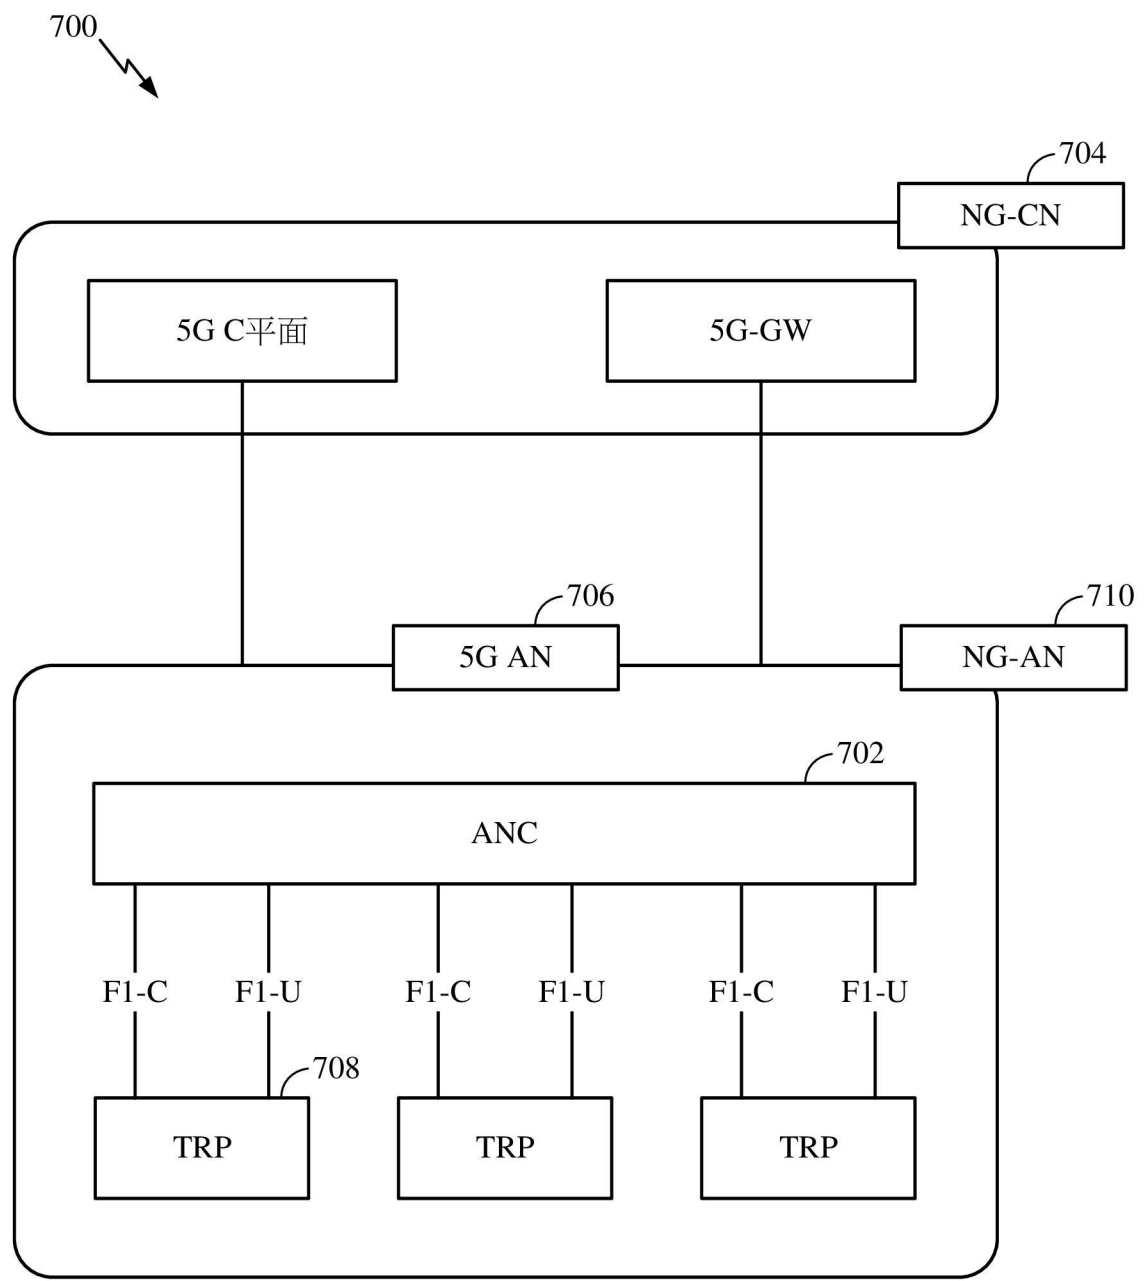 700
704
NG-CN
5G C平面
5G-GW
706
710
5G AN
NG-AN
702
ANC
F1-C
F1-U
F1-C
F1-U
F1-C
F1-U
708
TRP
TRP
TRP